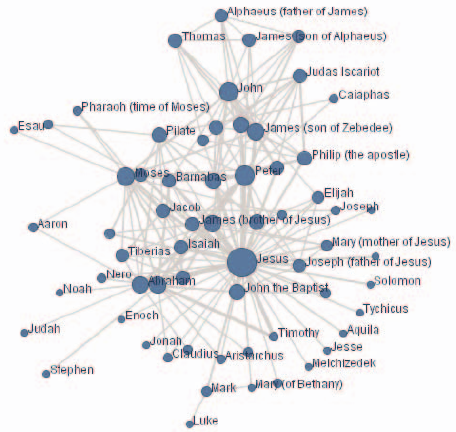 Alphaeus (father of James)
Thomas
James (son of Alphaeus)
Judas Iscariot
John
Caiaphas
Pharaoh (time of Moses)
Esau
Pilate
James (son of Zebedee)
Philip (the apostle)
Moses
Barnabas
Peter
Elijah
Jacob
Joseph
Aaron
James (brother of Jesus)
Isaiah
Mary (mother of Jesus)
Tiberias
Jesus
Joseph (father of Jesus)
Nero
Abraham
Solomon
Noah
John the Baptist
Tychicus
Enoch
Judah
Timothy
Aquila
Jonah
Claudius
Aristarchus
Jesse
Melchizedek
Stephen
Mark
Mary (of Bethany)
Luke